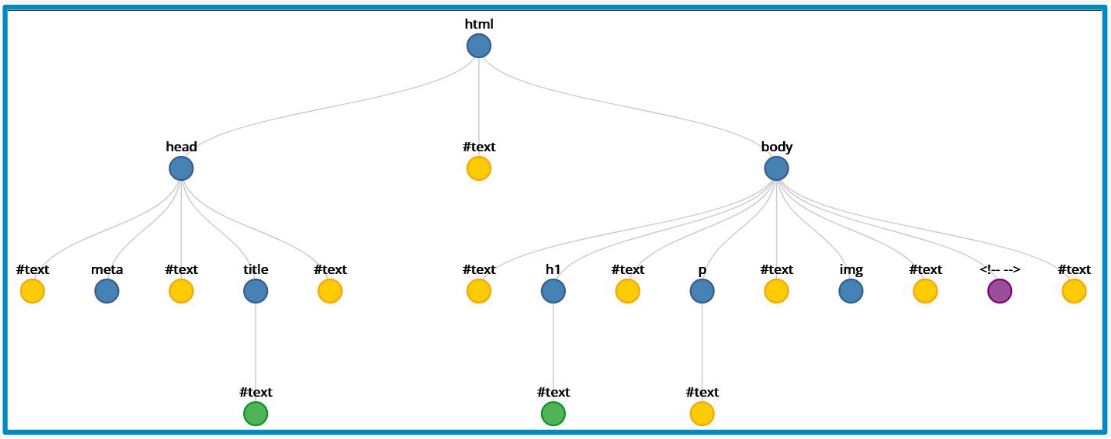 html
head #text body
#text meta #text title #text #text h1 #text p #text img #text <!-- --> #text
#text #text #text